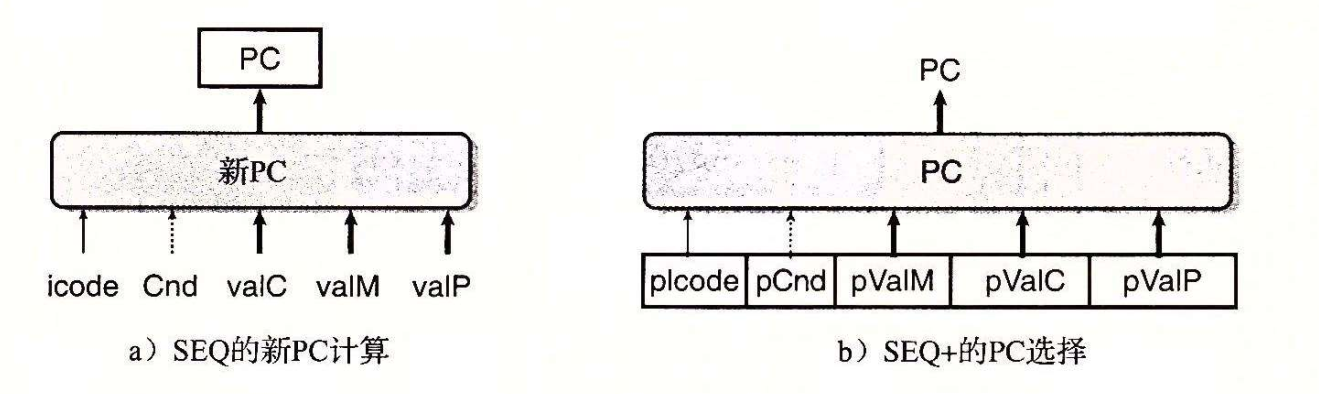 PC
新PC
icode Cnd valC valM valP
a）SEQ的新PC计算
PC
PC
pIcode pCnd pValM pValC pValP
b）SEQ+的PC选择